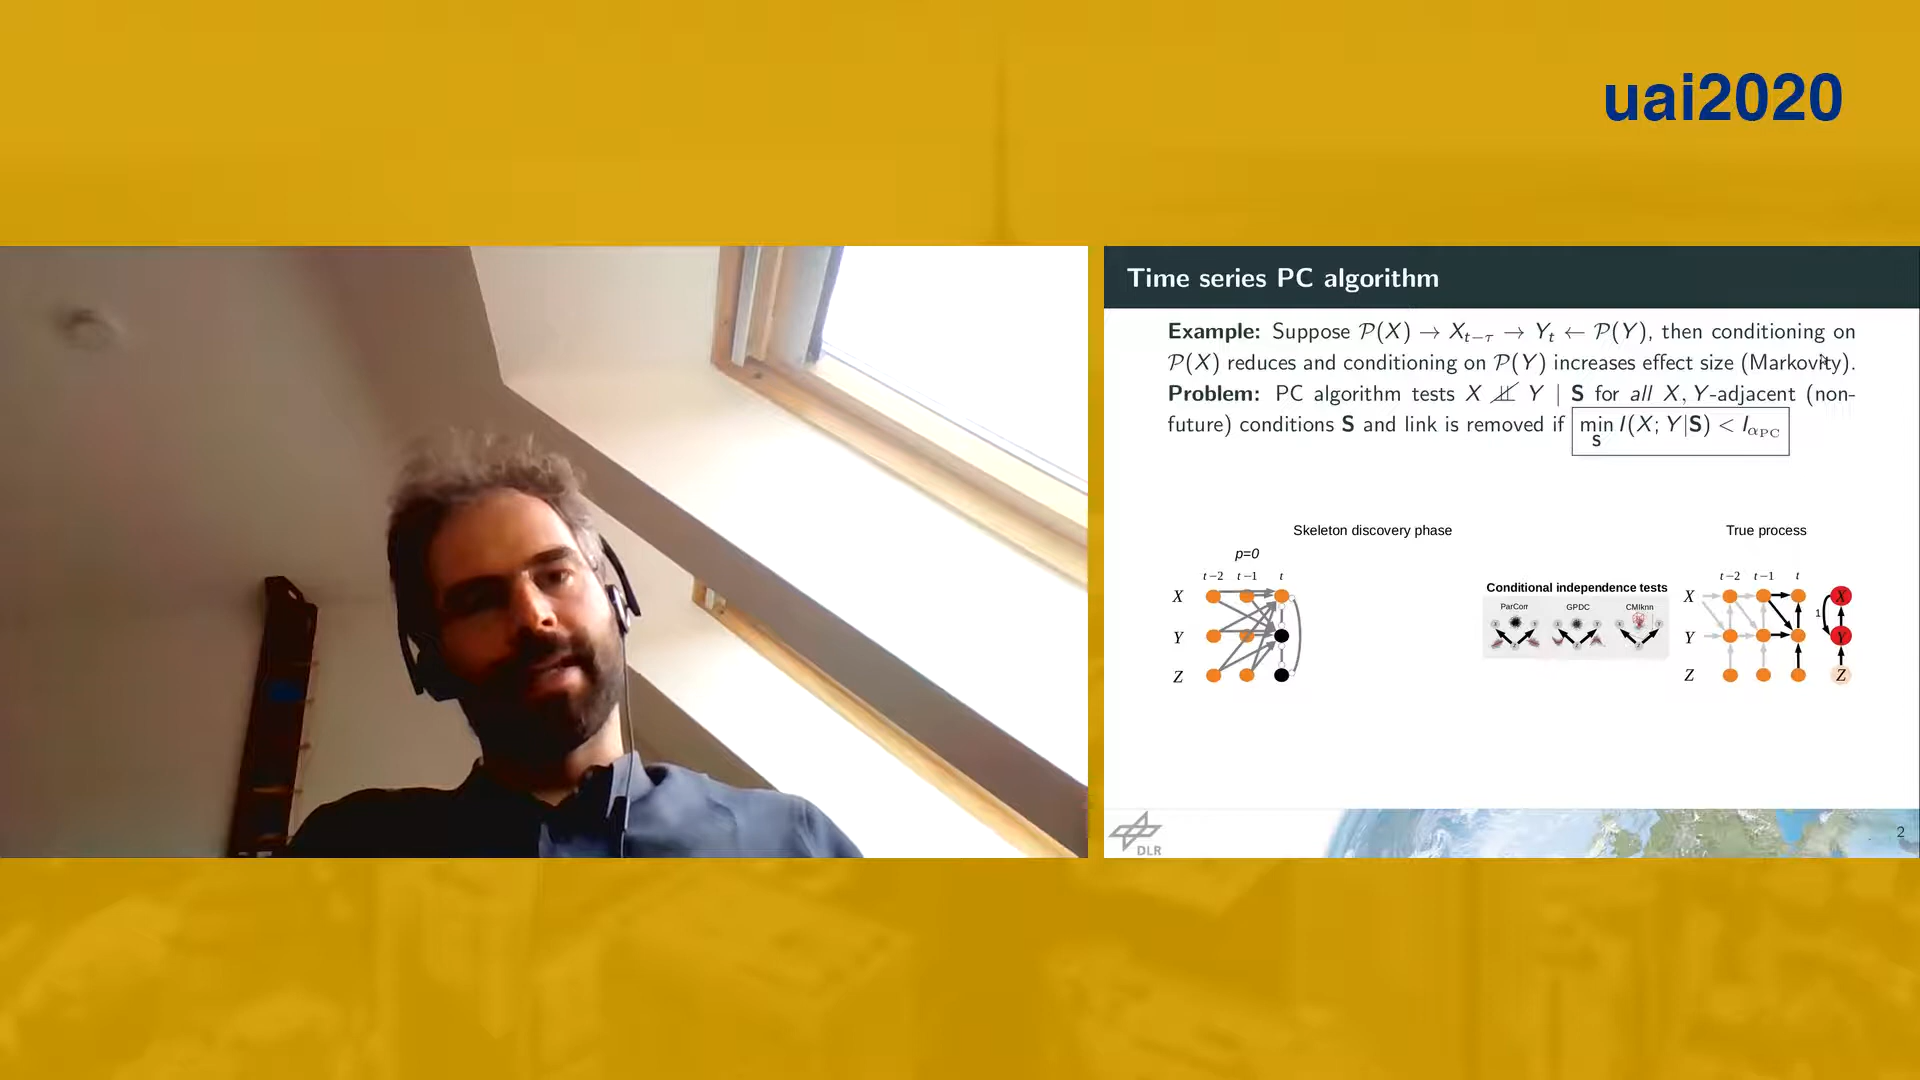 uai2020
Time series PC algorithm
Example: Suppose 𝒫(X) → X_{t−τ} → Y_t ← 𝒫(Y), then conditioning on
𝒫(X) reduces and conditioning on 𝒫(Y) increases effect size (Markovity).
Problem: PC algorithm tests X ⫫̸ Y | S for all X, Y-adjacent (non-
future) conditions S and link is removed if min_S I(X; Y|S) < I_{α_PC}
Skeleton discovery phase
True process
p=0
t−2 t−1 t
X
Y
Z
Conditional independence tests
ParCorr GPDC CMIknn
t−2 t−1 t
X
Y
Z
1
X
Y
Z
DLR
2